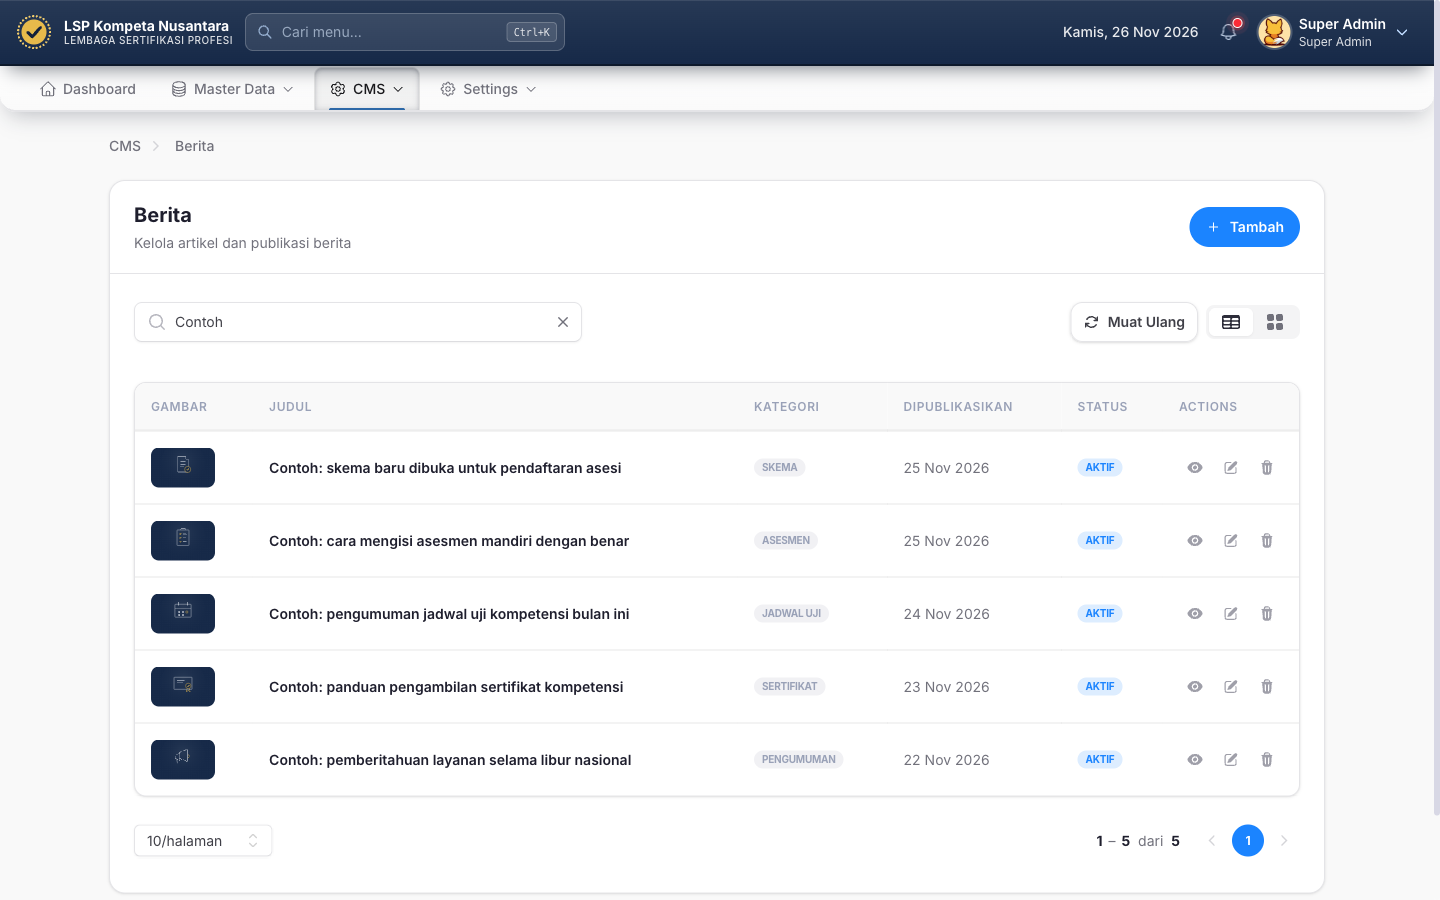 LSP Kompeta Nusantara
LEMBAGA SERTIFIKASI PROFESI
Cari menu...
Ctrl+K
Kamis, 26 Nov 2026
Super Admin
Super Admin
Dashboard
Master Data
CMS
Settings
CMS
Berita
Berita
Kelola artikel dan publikasi berita
+ Tambah
Contoh
Muat Ulang
GAMBAR JUDUL KATEGORI DIPUBLIKASIKAN STATUS ACTIONS
Contoh: skema baru dibuka untuk pendaftaran asesi SKEMA 25 Nov 2026 AKTIF
Contoh: cara mengisi asesmen mandiri dengan benar ASESMEN 25 Nov 2026 AKTIF
Contoh: pengumuman jadwal uji kompetensi bulan ini JADWAL UJI 24 Nov 2026 AKTIF
Contoh: panduan pengambilan sertifikat kompetensi SERTIFIKAT 23 Nov 2026 AKTIF
Contoh: pemberitahuan layanan selama libur nasional PENGUMUMAN 22 Nov 2026 AKTIF
10/halaman
1 – 5 dari 5
1